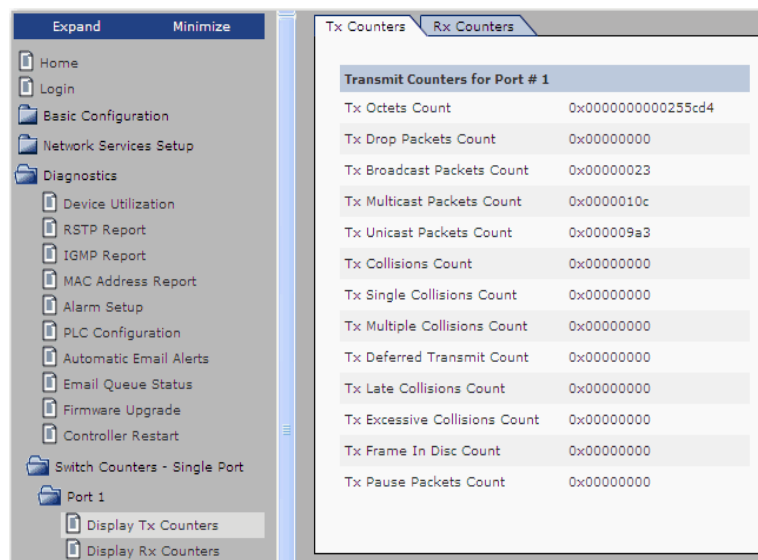 Expand Minimize
Home
Login
Basic Configuration
Network Services Setup
Diagnostics
Device Utilization
RSTP Report
IGMP Report
MAC Address Report
Alarm Setup
PLC Configuration
Automatic Email Alerts
Email Queue Status
Firmware Upgrade
Controller Restart
Switch Counters - Single Port
Port 1
Display Tx Counters
Display Rx Counters
Tx Counters Rx Counters
Transmit Counters for Port # 1
Tx Octets Count 0x0000000000255cd4
Tx Drop Packets Count 0x00000000
Tx Broadcast Packets Count 0x00000023
Tx Multicast Packets Count 0x0000010c
Tx Unicast Packets Count 0x000009a3
Tx Collisions Count 0x00000000
Tx Single Collisions Count 0x00000000
Tx Multiple Collisions Count 0x00000000
Tx Deferred Transmit Count 0x00000000
Tx Late Collisions Count 0x00000000
Tx Excessive Collisions Count 0x00000000
Tx Frame In Disc Count 0x00000000
Tx Pause Packets Count 0x00000000